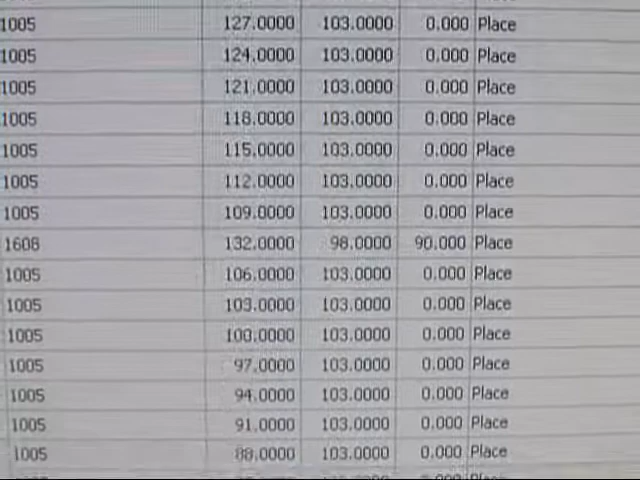 1005 127.0000 103.0000 0.000 Place
1005 124.0000 103.0000 0.000 Place
1005 121.0000 103.0000 0.000 Place
1005 118.0000 103.0000 0.000 Place
1005 115.0000 103.0000 0.000 Place
1005 112.0000 103.0000 0.000 Place
1005 109.0000 103.0000 0.000 Place
1608 132.0000 98.0000 90.000 Place
1005 106.0000 103.0000 0.000 Place
1005 103.0000 103.0000 0.000 Place
1005 100.0000 103.0000 0.000 Place
1005 97.0000 103.0000 0.000 Place
1005 94.0000 103.0000 0.000 Place
1005 91.0000 103.0000 0.000 Place
1005 88.0000 103.0000 0.000 Place